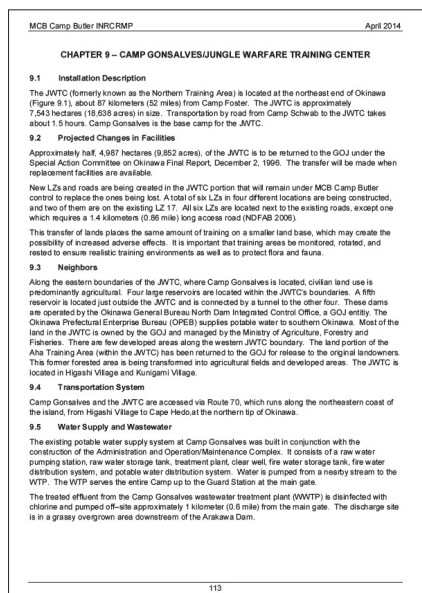 MCB Camp Butler INRCRMP April 2014
CHAPTER 9 – CAMP GONSALVES/JUNGLE WARFARE TRAINING CENTER
9.1 Installation Description
The JWTC (formerly known as the Northern Training Area) is located at the northeast end of Okinawa
(Figure 9.1), about 87 kilometers (52 miles) from Camp Foster. The JWTC is approximately
7,543 hectares (18,638 acres) in size. Transportation by road from Camp Schwab to the JWTC takes
about 1.5 hours. Camp Gonsalves is the base camp for the JWTC.
9.2 Projected Changes in Facilities
Approximately half, 4,987 hectares (9,852 acres), of the JWTC is to be returned to the GOJ under the
Special Action Committee on Okinawa Final Report, December 2, 1996. The transfer will be made when
replacement facilities are available.
New LZs and roads are being created in the JWTC portion that will remain under MCB Camp Butler
control to replace the ones being lost. A total of six LZs in four different locations are being constructed,
and two of them are on the existing LZ 17. All six LZs are located next to the existing roads, except one
which requires a 1.4 kilometers (0.86 mile) long access road (NDFAB 2006).
This transfer of lands places the same amount of training on a smaller land base, which may create the
possibility of increased adverse effects. It is important that training areas be monitored, rotated, and
rested to ensure realistic training environments as well as to protect flora and fauna.
9.3 Neighbors
Along the eastern boundaries of the JWTC, where Camp Gonsalves is located, civilian land use is
predominantly agricultural. Four large reservoirs are located within the JWTC's boundaries. A fifth
reservoir is located just outside the JWTC and is connected by a tunnel to the other four. These dams
are operated by the Okinawa General Bureau North Dam Integrated Control Office, a GOJ entity. The
Okinawa Prefectural Enterprise Bureau (OPEB) supplies potable water to southern Okinawa. Most of the
land in the JWTC is owned by the GOJ and managed by the Ministry of Agriculture, Forestry and
Fisheries. There are few developed areas along the western JWTC boundary. The land portion of the
Aha Training Area (within the JWTC) has been returned to the GOJ for release to the original landowners.
This former forested area is being transformed into agricultural fields and developed areas. The JWTC is
located in Higashi Village and Kunigami Village.
9.4 Transportation System
Camp Gonsalves and the JWTC are accessed via Route 70, which runs along the northeastern coast of
the island, from Higashi Village to Cape Hedo,at the northern tip of Okinawa.
9.5 Water Supply and Wastewater
The existing potable water supply system at Camp Gonsalves was built in conjunction with the
construction of the Administration and Operation/Maintenance Complex. It consists of a raw water
pumping station, raw water storage tank, treatment plant, clear well, fire water storage tank, fire water
distribution system, and potable water distribution system. Water is pumped from a nearby stream to the
WTP. The WTP serves the entire Camp up to the Guard Station at the main gate.
The treated effluent from the Camp Gonsalves wastewater treatment plant (WWTP) is disinfected with
chlorine and pumped off–site approximately 1 kilometer (0.6 mile) from the main gate. The discharge site
is in a grassy overgrown area downstream of the Arakawa Dam.
113